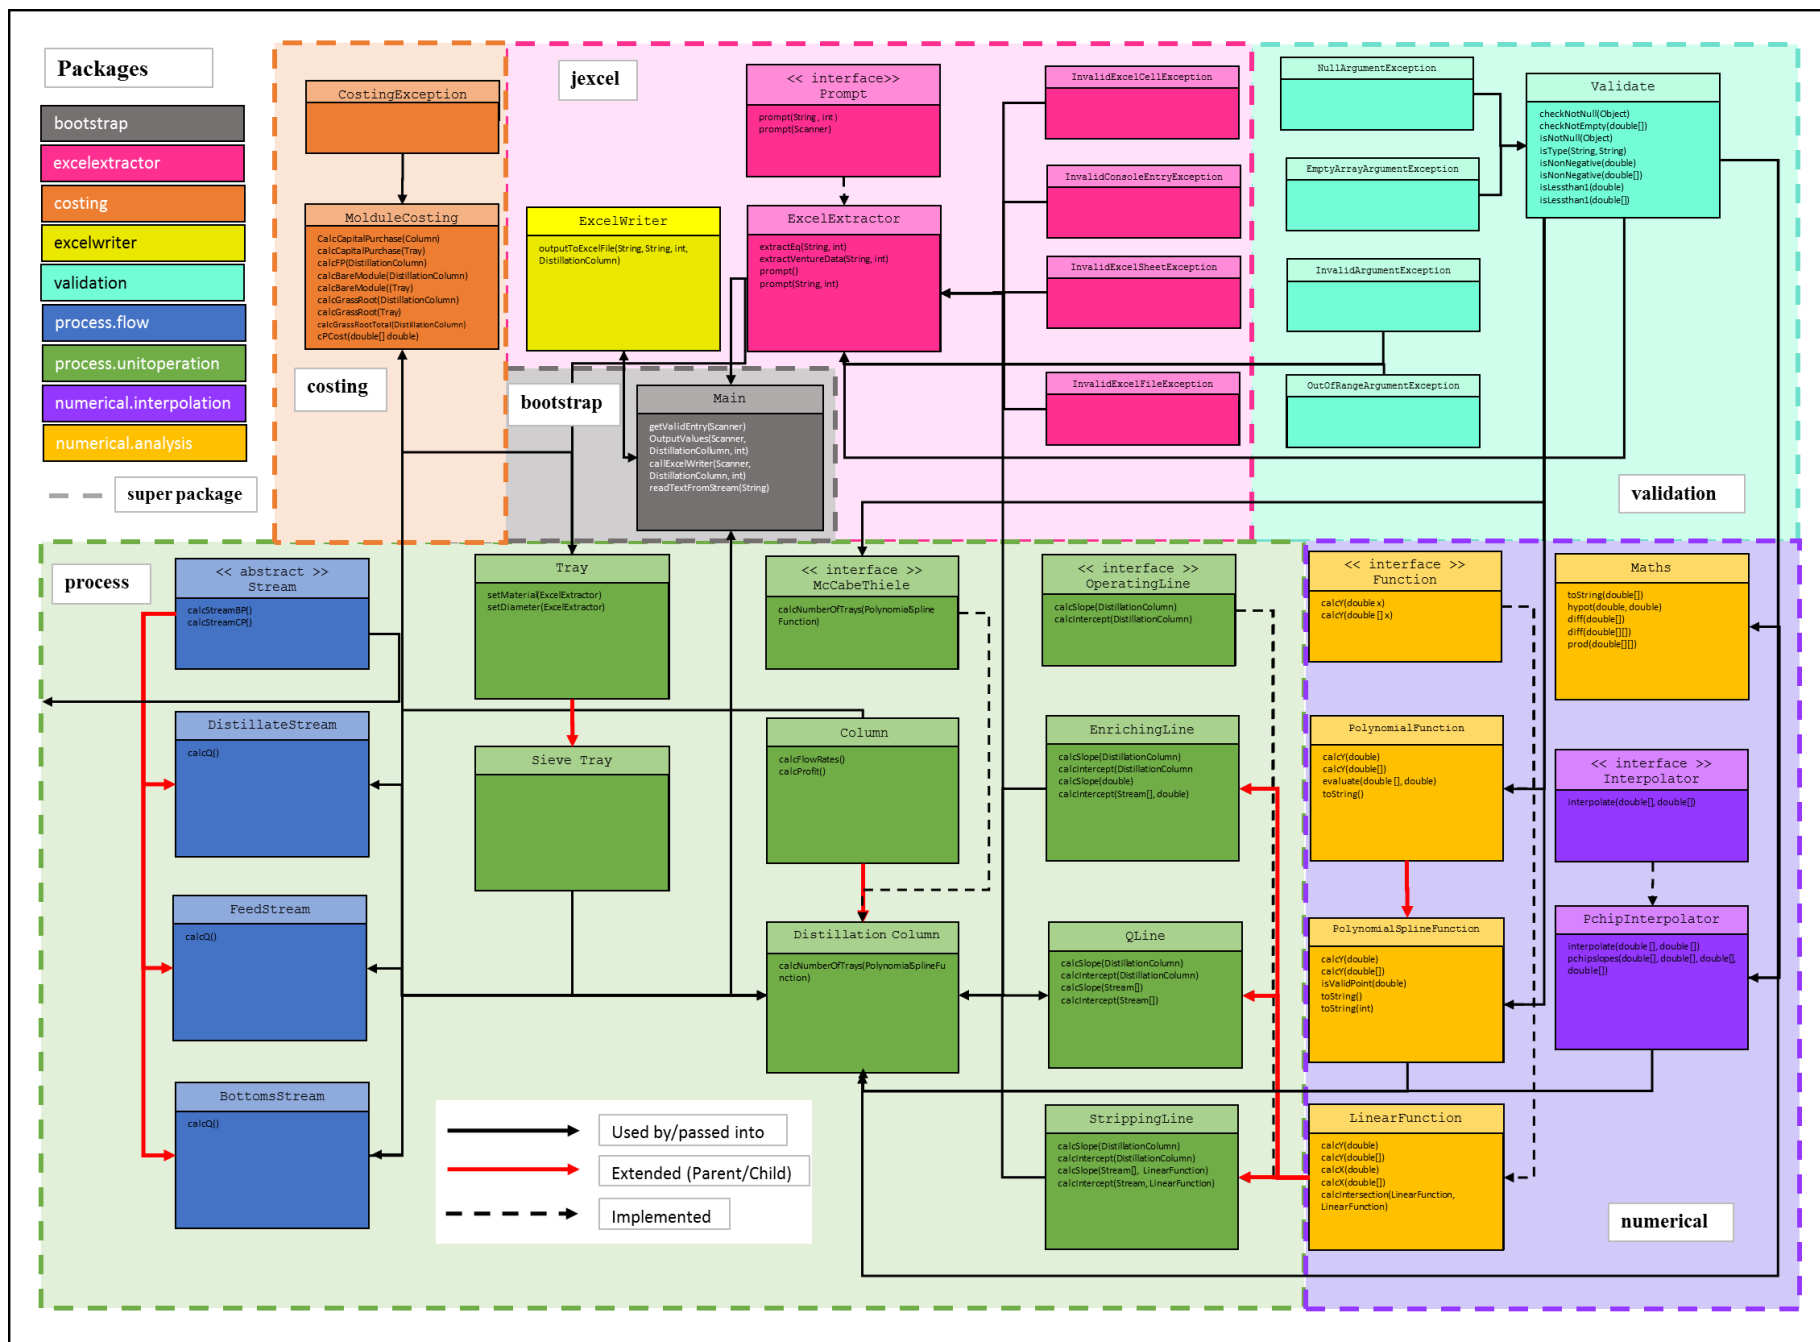 Packages
bootstrap
excelextractor
costing
excelwriter
validation
process.flow
process.unitoperation
numerical.interpolation
numerical.analysis
super package
CostingException
MolduleCosting
CalcCapitalPurchase(Column)
calcCapitalPurchase(Tray)
calcFP(DistillationColumn)
calcBareModule(DistillationColumn)
calcBareModule((Tray)
calcGrassRoot(DistillationColumn)
calcGrassRoot(Tray)
calcGrassRootTotal(DistillationColumn)
cPCost(double[] double)
costing
jexcel
<< interface>>
Prompt
prompt(String, int)
prompt(Scanner)
ExcelWriter
outputToExcelFile(String, String, int,
DistillationColumn)
ExcelExtractor
extractEq(String, int)
extractVentureData(String, int)
prompt()
prompt(String, int)
InvalidExcelCellException
InvalidConsoleEntryException
InvalidExcelSheetException
InvalidExcelFileException
bootstrap
Main
getValidEntry(Scanner)
OutputValues(Scanner,
DistillationCollumn, int)
callExcelWriter(Scanner,
DistillationColumn, int)
readTextFromStream(String)
NullArgumentException
EmptyArrayArgumentException
InvalidArgumentException
OutOfRangeArgumentException
Validate
checkNotNull(Object)
checkNotEmpty(double[])
isNotNull(Object)
isType(String, String)
isNonNegative(double)
isNonNegative(double[])
isLessthan1(double)
isLessthan1(double[])
validation
process
<< abstract >>
Stream
calcStreamBP()
calcStreamCP()
DistillateStream
calcQ()
FeedStream
calcQ()
BottomsStream
calcQ()
Tray
setMaterial(ExcelExtractor)
setDiameter(ExcelExtractor)
Sieve Tray
<< interface >>
McCabeThiele
calcNumberOfTrays(PolynomialSpline
Function)
Column
calcFlowRates()
calcProfit()
Distillation Column
calcNumberOfTrays(PolynomialSplineFu
nction)
<< interface >>
OperatingLine
calcSlope(DistillationColumn)
calcIntercept(DistillationColumn)
EnrichingLine
calcSlope(DistillationColumn)
calcIntercept(DistillationColumn
calcSlope(double)
calcIntercept(Stream[], double)
QLine
calcSlope(DistillationColumn)
calcIntercept(DistillationColumn)
calcSlope(Stream[])
calcIntercept(Stream[])
StrippingLine
calcSlope(DistillationColumn)
calcIntercept(DistillationColumn)
calcSlope(Stream[], LinearFunction)
calcIntercept(Stream, LinearFunction)
Used by/passed into
Extended (Parent/Child)
Implemented
<< interface >>
Function
calcY(double x)
calcY(double [] x)
PolynomialFunction
calcY(double)
calcY(double[])
evaluate(double [], double)
toString()
PolynomialSplineFunction
calcY(double)
calcY(double[])
isValidPoint(double)
toString()
toString(int)
LinearFunction
calcY(double)
calcY(double[])
calcX(double)
calcX(double[])
calcIntersection(LinearFunction,
LinearFunction)
Maths
toString(double[])
hypot(double, double)
diff(double[])
diff(double[][])
prod(double[][])
<< interface >>
Interpolator
interpolate(double[], double[])
PchipInterpolator
interpolate(double [], double [])
pchipslopes(double[], double[], double[],
double[])
numerical